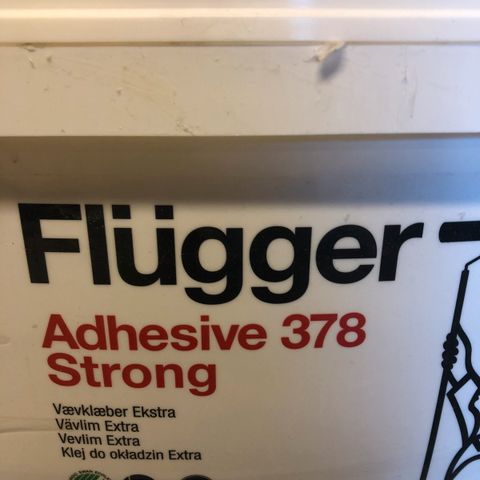 Flügger
Adhesive 378
Strong
Vævklæber Ekstra
Vävlim Extra
Vevlim Extra
Klej do okładzin Extra